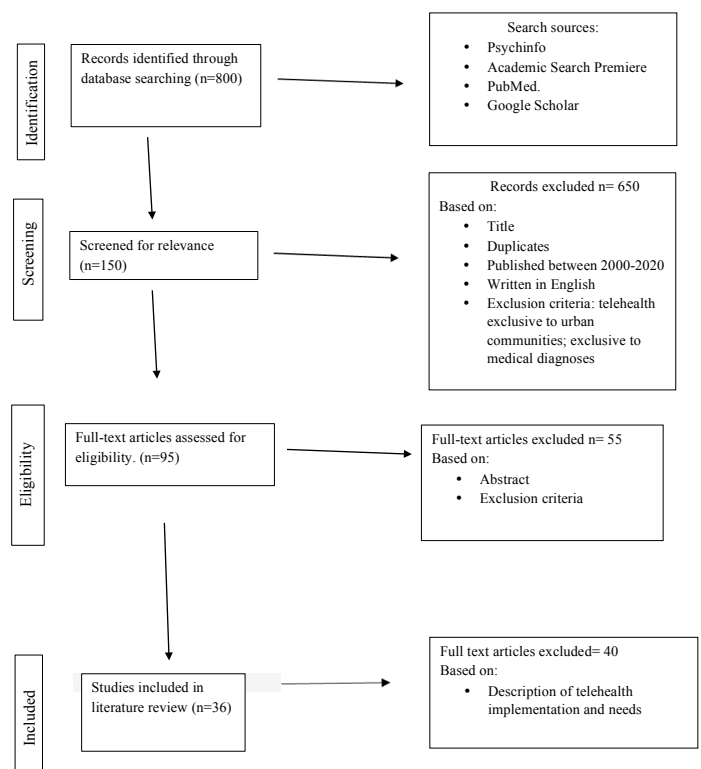 Identification
Records identified through
database searching (n=800)
Search sources:
• Psychinfo
• Academic Search Premiere
• PubMed.
• Google Scholar
Screening
Screened for relevance
(n=150)
Records excluded n= 650
Based on:
• Title
• Duplicates
• Published between 2000-2020
• Written in English
• Exclusion criteria: telehealth
exclusive to urban
communities; exclusive to
medical diagnoses
Eligibility
Full-text articles assessed for
eligibility. (n=95)
Full-text articles excluded n= 55
Based on:
• Abstract
• Exclusion criteria
Included
Studies included in
literature review (n=36)
Full text articles excluded= 40
Based on:
• Description of telehealth
implementation and needs